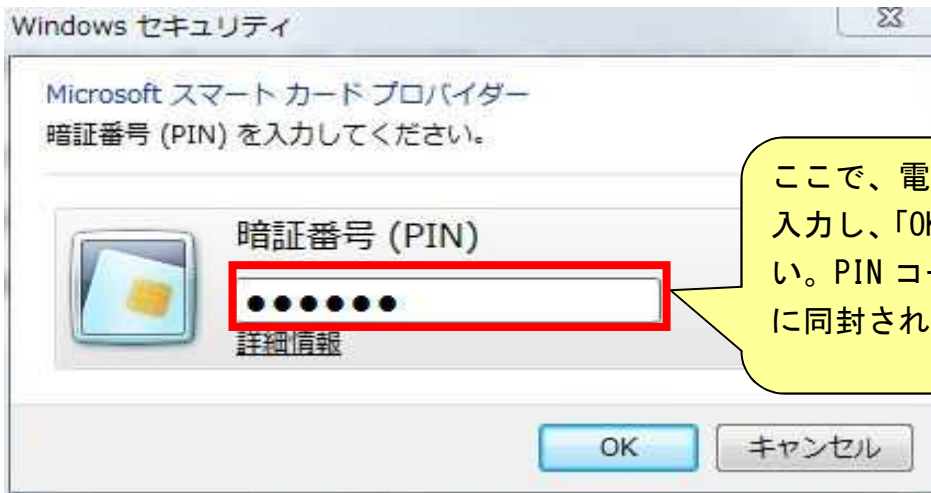 Windows セキュリティ
Microsoft スマート カード プロバイダー
暗証番号 (PIN) を入力してください。
暗証番号 (PIN)
●●●●●●
詳細情報
ここで、電
入力し、「OK
い。PIN コー
に同封され
OK
キャンセル